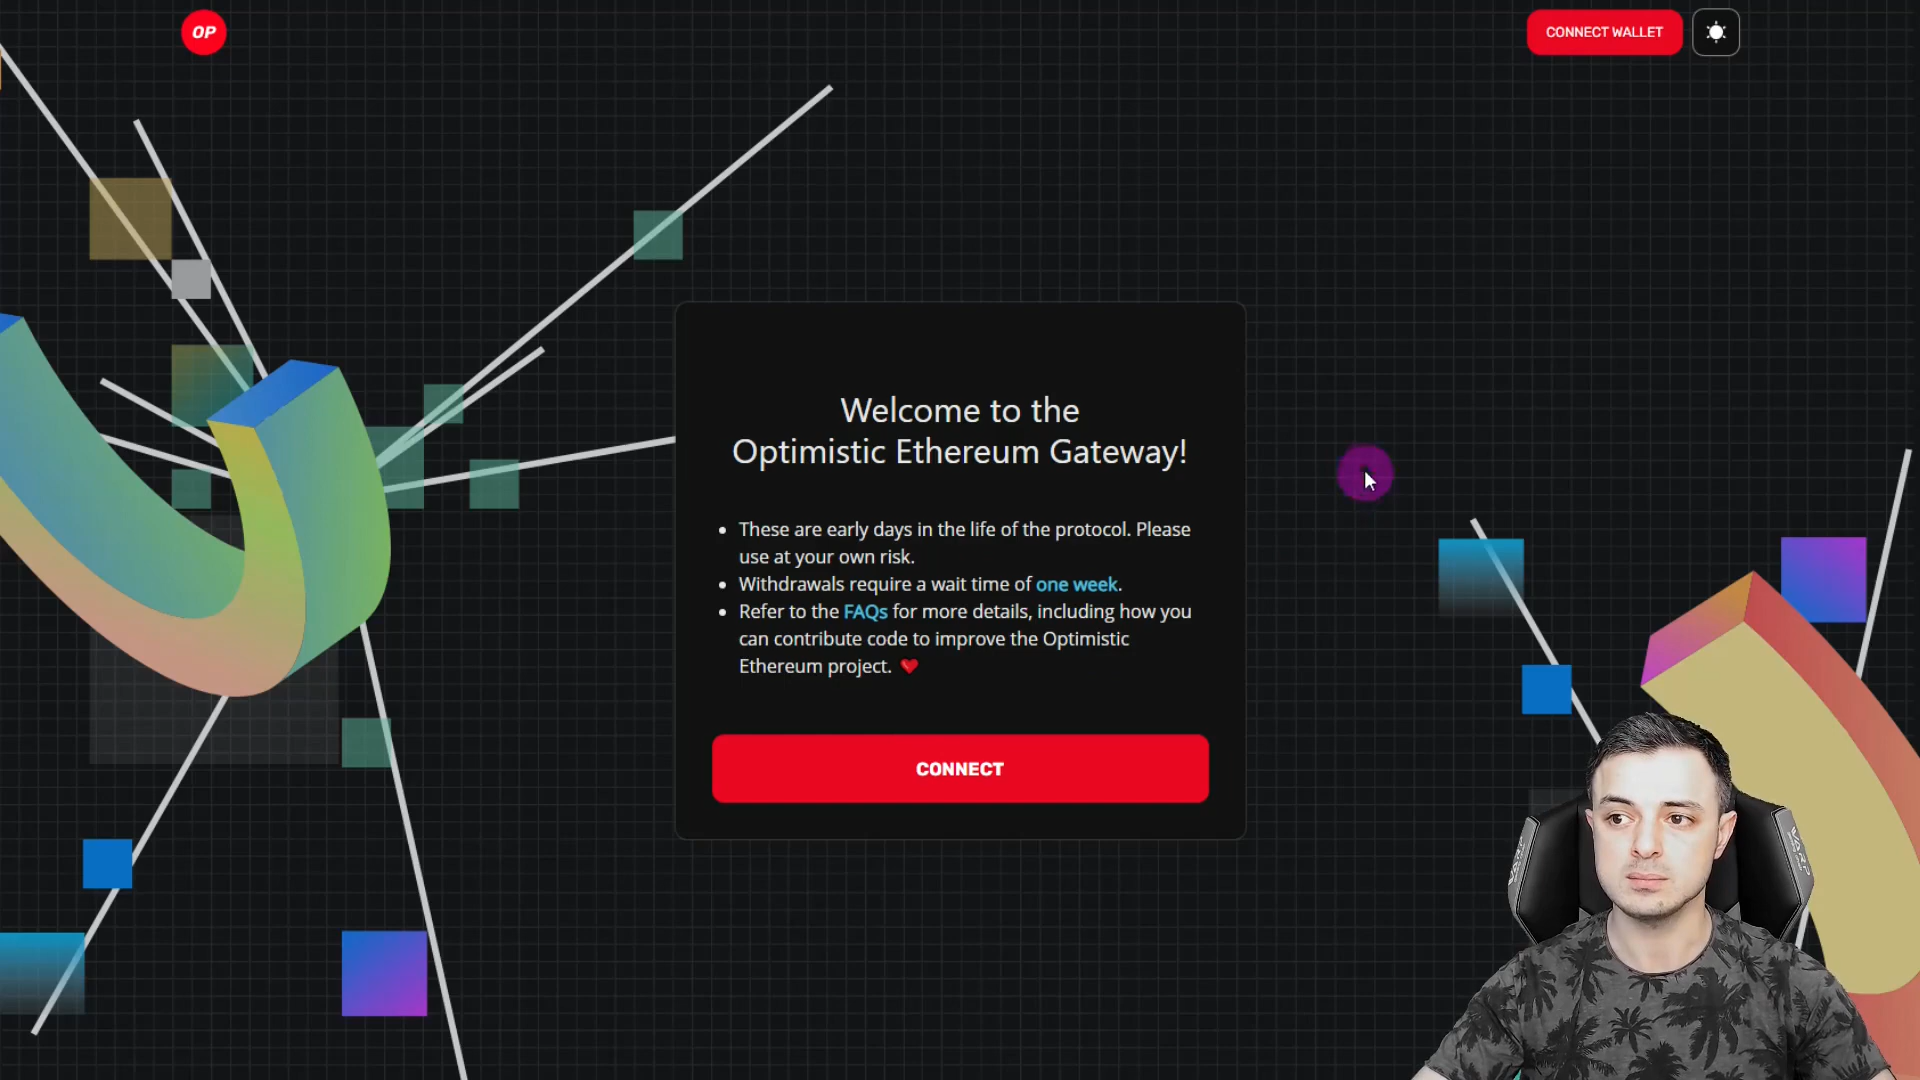 OP
CONNECT WALLET
Welcome to the
Optimistic Ethereum Gateway!
• These are early days in the life of the protocol. Please
use at your own risk.
• Withdrawals require a wait time of one week.
• Refer to the FAQs for more details, including how you
can contribute code to improve the Optimistic
Ethereum project. ❤️
CONNECT